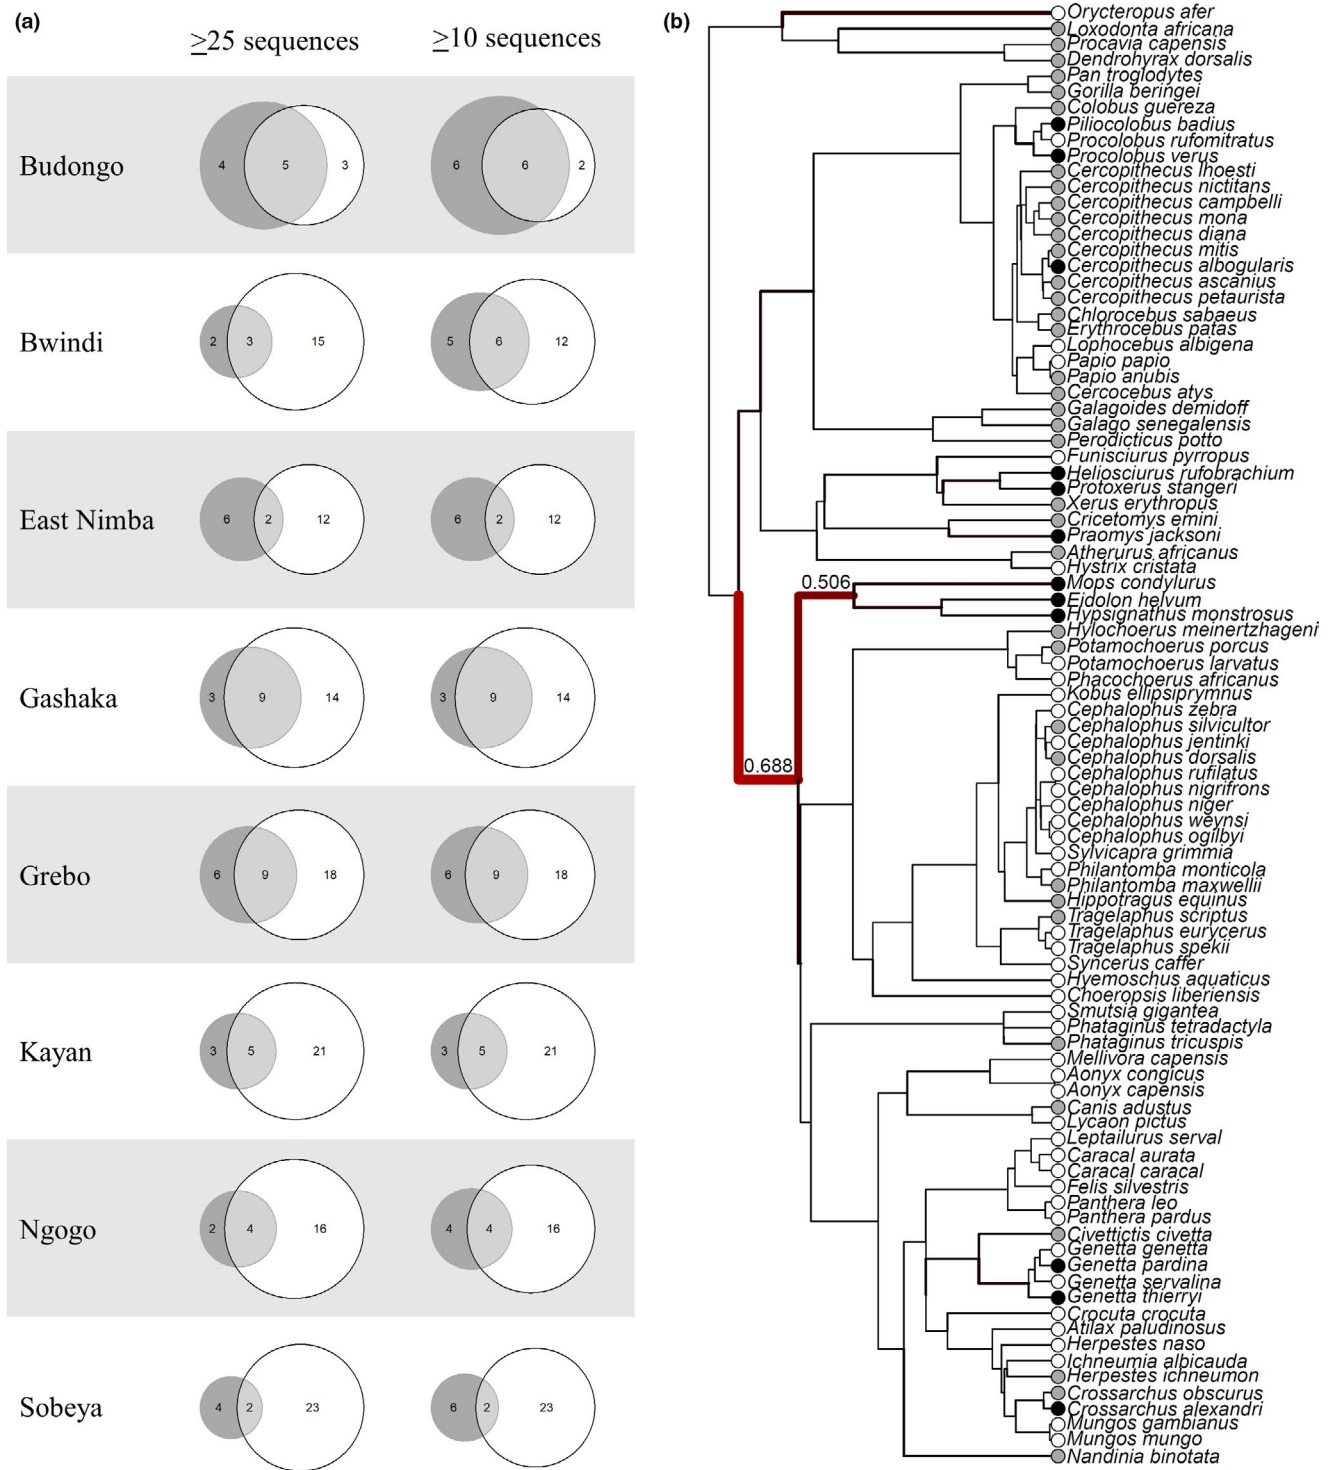 (a)
≥25 sequences
≥10 sequences
Budongo
4 5 3
6 6 2
Bwindi
2 3 15
5 6 12
East Nimba
6 2 12
6 2 12
Gashaka
3 9 14
3 9 14
Grebo
6 9 18
6 9 18
Kayan
3 5 21
3 5 21
Ngogo
2 4 16
4 4 16
Sobeya
4 2 23
6 2 23
(b)
Orycteropus afer
Loxodonta africana
Procavia capensis
Dendrohyrax dorsalis
Pan troglodytes
Gorilla beringei
Colobus guereza
Piliocolobus badius
Procolobus rufomitratus
Procolobus verus
Cercopithecus lhoesti
Cercopithecus nictitans
Cercopithecus campbelli
Cercopithecus mona
Cercopithecus diana
Cercopithecus mitis
Cercopithecus albogularis
Cercopithecus ascanius
Cercopithecus petaurista
Chlorocebus sabaeus
Erythrocebus patas
Lophocebus albigena
Papio papio
Papio anubis
Cercocebus atys
Galagoides demidoff
Galago senegalensis
Perodicticus potto
Funisciurus pyrropus
Heliosciurus rufobrachium
Protoxerus stangeri
Xerus erythropus
Cricetomys emini
Praomys jacksoni
Atherurus africanus
Hystrix cristata
0.506
Mops condylurus
Eidolon helvum
Hypsignathus monstrosus
Hylochoerus meinertzhageni
Potamochoerus porcus
Potamochoerus larvatus
Phacochoerus africanus
Kobus ellipsiprymnus
Cephalophus zebra
Cephalophus silvicultor
Cephalophus jentinki
Cephalophus dorsalis
0.688
Cephalophus rufilatus
Cephalophus nigrifrons
Cephalophus niger
Cephalophus weynsi
Cephalophus ogilbyi
Sylvicapra grimmia
Philantomba monticola
Philantomba maxwellii
Hippotragus equinus
Tragelaphus scriptus
Tragelaphus eurycerus
Tragelaphus spekii
Syncerus caffer
Hyemoschus aquaticus
Choeropsis liberiensis
Smutsia gigantea
Phataginus tetradactyla
Phataginus tricuspis
Mellivora capensis
Aonyx congicus
Aonyx capensis
Canis adustus
Lycaon pictus
Leptailurus serval
Caracal aurata
Caracal caracal
Felis silvestris
Panthera leo
Panthera pardus
Civettictis civetta
Genetta genetta
Genetta pardina
Genetta servalina
Genetta thierryi
Crocuta crocuta
Atilax paludinosus
Herpestes naso
Ichneumia albicauda
Herpestes ichneumon
Crossarchus obscurus
Crossarchus alexandri
Mungos gambianus
Mungos mungo
Nandinia binotata